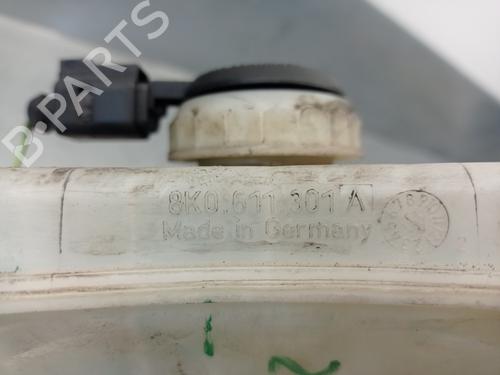 B-PARTS
8K0.611 301 A
Made in Germany